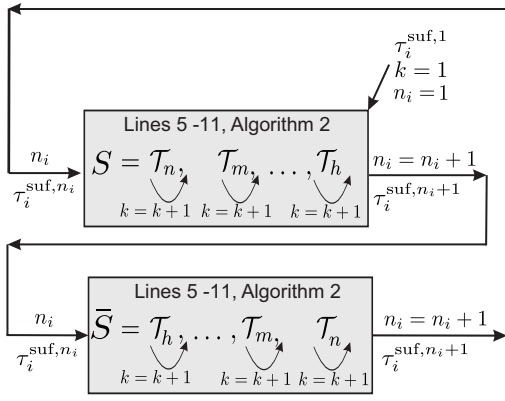 τ_i^{suf,1}
k = 1
n_i = 1
Lines 5 -11, Algorithm 2
n_i
τ_i^{suf,n_i}
S = 𝒯_n, 𝒯_m, …, 𝒯_h
k = k + 1 k = k + 1 k = k + 1
n_i = n_i + 1
τ_i^{suf,n_i+1}
Lines 5 -11, Algorithm 2
n_i
τ_i^{suf,n_i}
S̄ = 𝒯_h, …, 𝒯_m, 𝒯_n
k = k + 1 k = k + 1 k = k + 1
n_i = n_i + 1
τ_i^{suf,n_i+1}